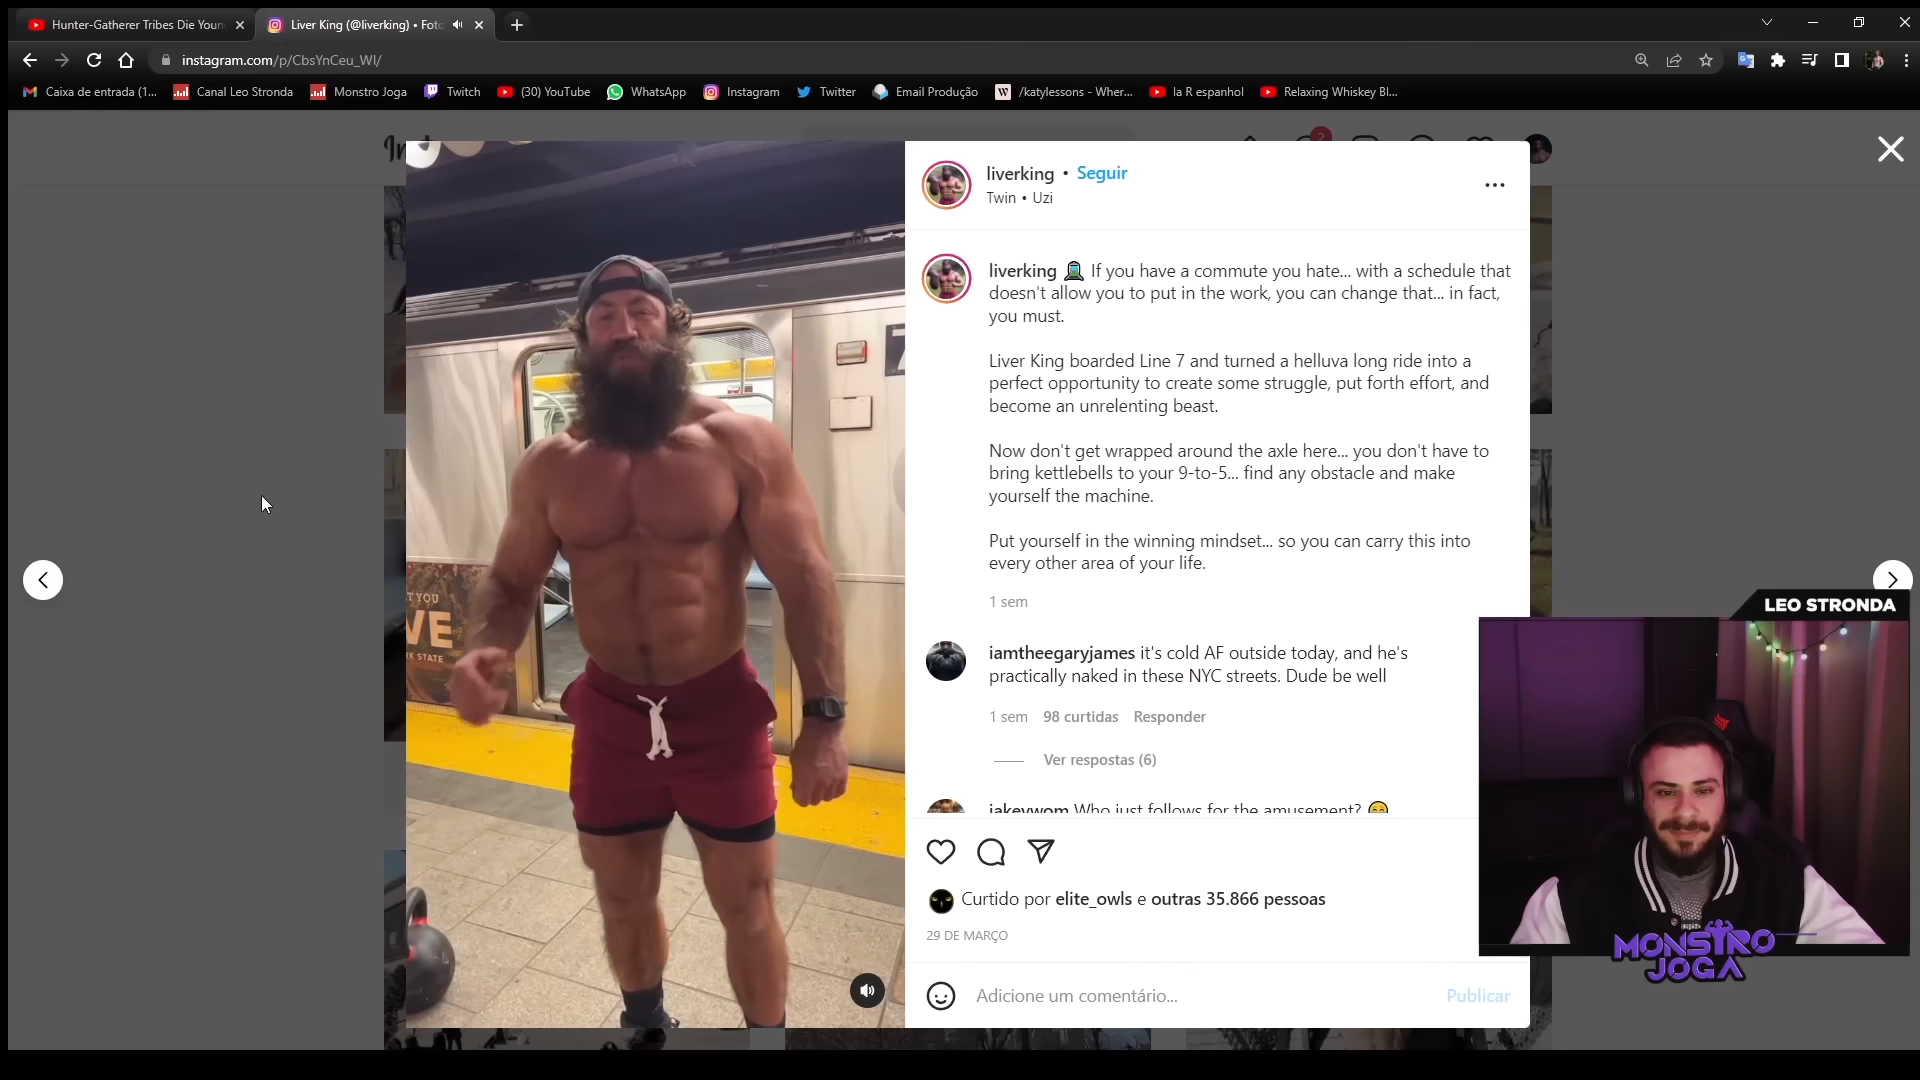 Hunter-Gatherer Tribes Die Youn
Liver King (@liverking) • Foto
instagram.com/p/CbsYnCeu_WI/
Caixa de entrada (1...
Canal Leo Stronda
Monstro Joga
Twitch
(30) YouTube
WhatsApp
Instagram
Twitter
Email Produção
/katylessons - Wher...
la R espanhol
Relaxing Whiskey Bl...
2
liverking • Seguir
Twin • Uzi
liverking If you have a commute you hate... with a schedule that
doesn't allow you to put in the work, you can change that... in fact,
you must.
Liver King boarded Line 7 and turned a helluva long ride into a
perfect opportunity to create some struggle, put forth effort, and
become an unrelenting beast.
Now don't get wrapped around the axle here... you don't have to
bring kettlebells to your 9-to-5... find any obstacle and make
yourself the machine.
Put yourself in the winning mindset... so you can carry this into
every other area of your life.
1 sem
iamtheegaryjames it's cold AF outside today, and he's
practically naked in these NYC streets. Dude be well
1 sem 98 curtidas Responder
Ver respostas (6)
jakeywom Who just follows for the amusement?
Curtido por elite_owls e outras 35.866 pessoas
29 DE MARÇO
Adicione um comentário...
Publicar
7
T YOU
VE
K STATE
LEO STRONDA
MONSTRO
JOGA